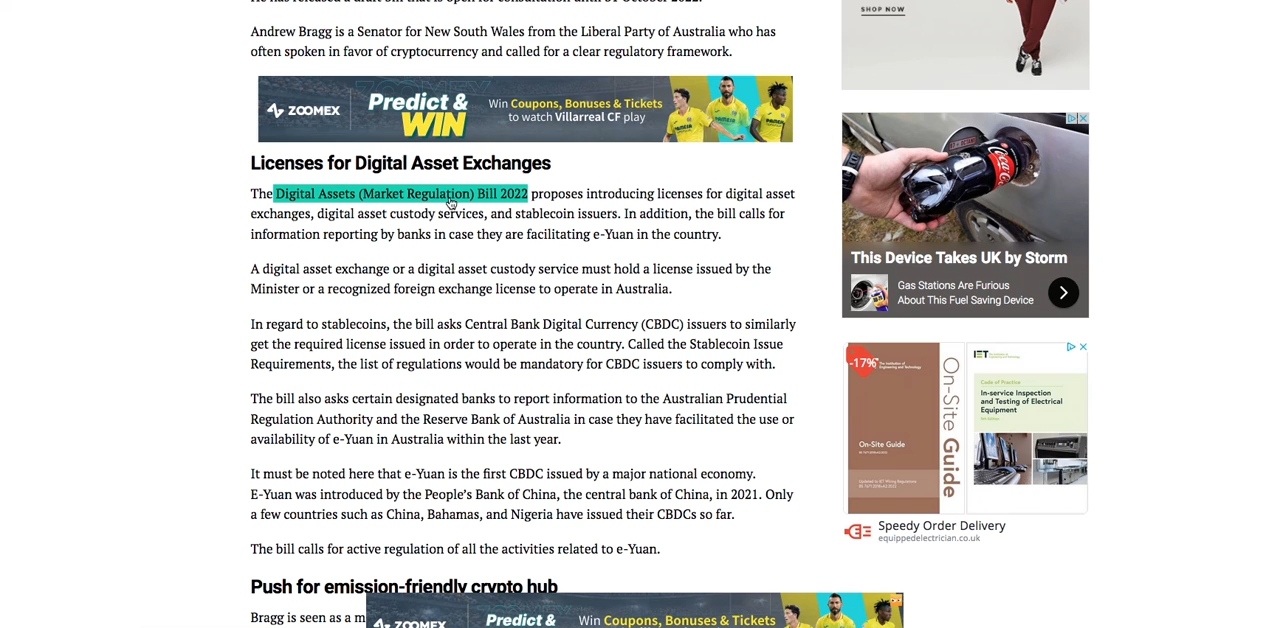 Andrew Bragg is a Senator for New South Wales from the Liberal Party of Australia who has
often spoken in favor of cryptocurrency and called for a clear regulatory framework.
ZOOMEX
Predict &
WIN
Win Coupons, Bonuses & Tickets
to watch Villarreal CF play
Licenses for Digital Asset Exchanges
The Digital Assets (Market Regulation) Bill 2022 proposes introducing licenses for digital asset
exchanges, digital asset custody services, and stablecoin issuers. In addition, the bill calls for
information reporting by banks in case they are facilitating e-Yuan in the country.
A digital asset exchange or a digital asset custody service must hold a license issued by the
Minister or a recognized foreign exchange license to operate in Australia.
In regard to stablecoins, the bill asks Central Bank Digital Currency (CBDC) issuers to similarly
get the required license issued in order to operate in the country. Called the Stablecoin Issue
Requirements, the list of regulations would be mandatory for CBDC issuers to comply with.
The bill also asks certain designated banks to report information to the Australian Prudential
Regulation Authority and the Reserve Bank of Australia in case they have facilitated the use or
availability of e-Yuan in Australia within the last year.
It must be noted here that e-Yuan is the first CBDC issued by a major national economy.
E-Yuan was introduced by the People's Bank of China, the central bank of China, in 2021. Only
a few countries such as China, Bahamas, and Nigeria have issued their CBDCs so far.
The bill calls for active regulation of all the activities related to e-Yuan.
Push for emission-friendly crypto hub
Bragg is seen as a m
ZOOMEX
Predict &
Win Coupons, Bonuses & Tickets
SHOP NOW
Coca-Cola
This Device Takes UK by Storm
Gas Stations Are Furious
About This Fuel Saving Device
-17%
On-Site Guide
On-Site Guide
IET
Code of Practice
In-service Inspection
and Testing of Electrical
Equipment
Speedy Order Delivery
equippedelectrician.co.uk